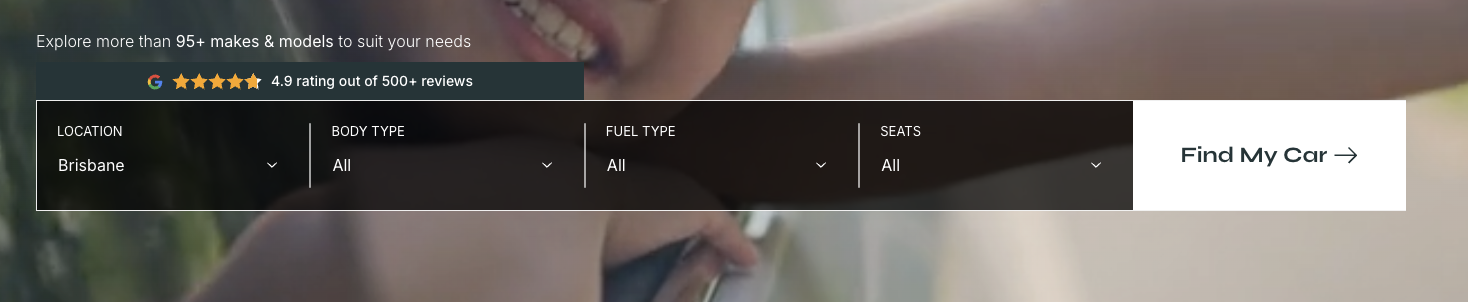 Explore more than 95+ makes & models to suit your needs
4.9 rating out of 500+ reviews
LOCATION
Brisbane
BODY TYPE
All
FUEL TYPE
All
SEATS
All
Find My Car →